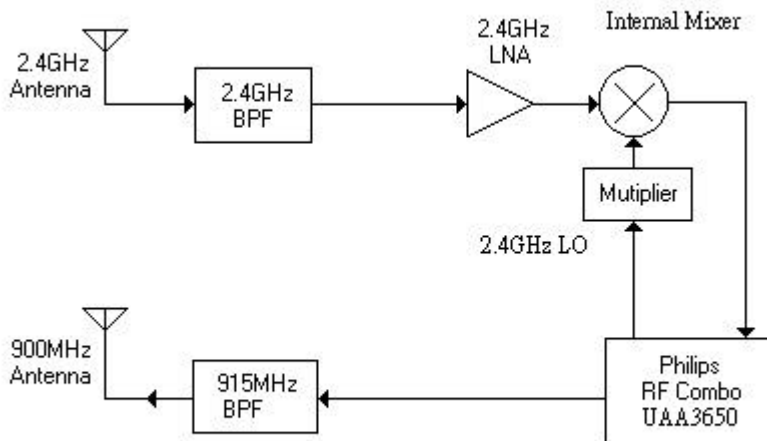 Internal Mixer
2.4GHz
LNA
2.4GHz
Antenna
2.4GHz
BPF
Mutiplier
2.4GHz LO
900MHz
Antenna
915MHz
BPF
Philips
RF Combo
UAA3650